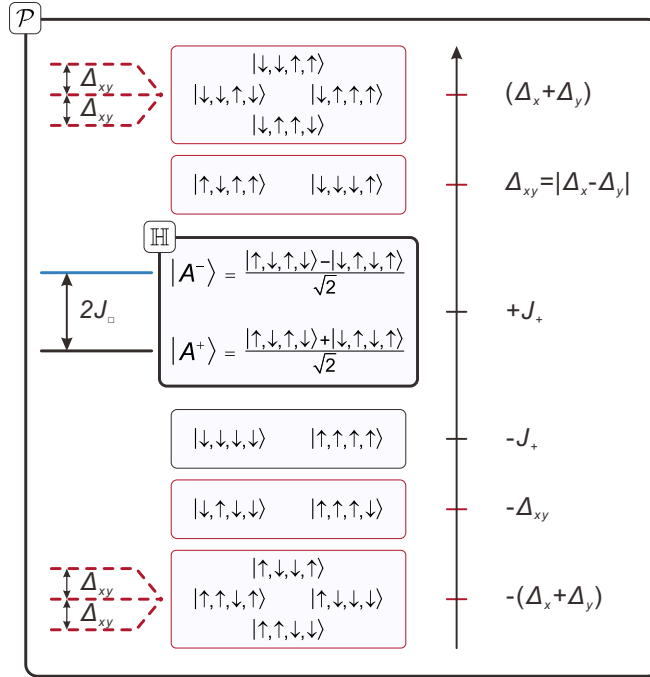 𝒫
|↓,↓,↑,↑⟩
|↓,↓,↑,↓⟩ |↓,↑,↑,↑⟩
|↓,↑,↑,↓⟩
Δxy
Δxy
(Δx+Δy)
|↑,↓,↑,↑⟩ |↓,↓,↓,↑⟩
Δxy=|Δx-Δy|
ℍ
|A⁻⟩ = |↑,↓,↑,↓⟩−|↓,↑,↓,↑⟩ / √2
2J□
+J₊
|A⁺⟩ = |↑,↓,↑,↓⟩+|↓,↑,↓,↑⟩ / √2
|↓,↓,↓,↓⟩ |↑,↑,↑,↑⟩
-J₊
|↓,↑,↓,↓⟩ |↑,↑,↑,↓⟩
-Δxy
|↑,↓,↓,↑⟩
|↑,↑,↓,↑⟩ |↑,↓,↓,↓⟩
|↑,↑,↓,↓⟩
Δxy
Δxy
-(Δx+Δy)